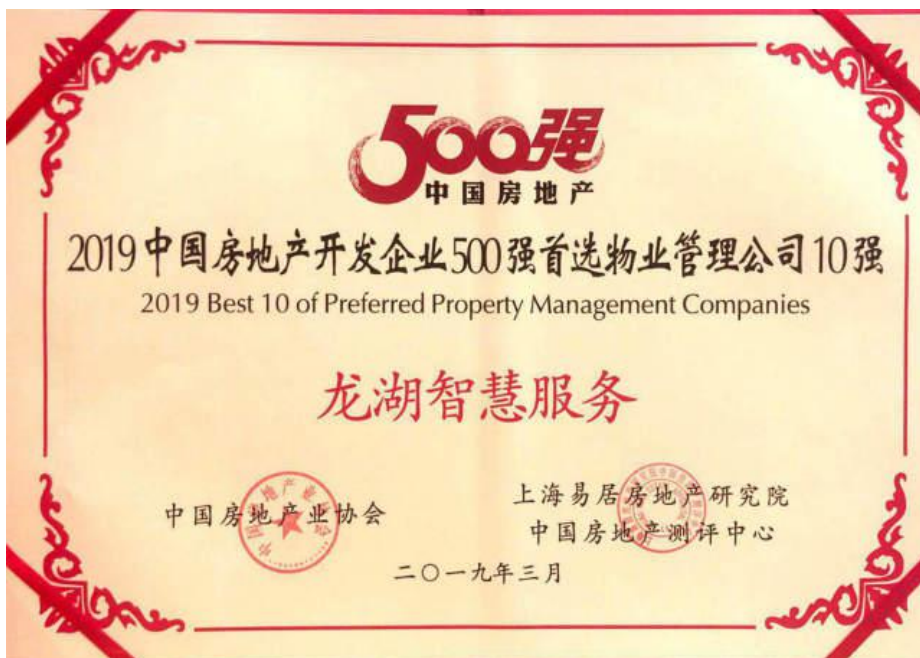 500强
中国房地产
2019中国房地产开发企业500强首选物业管理公司10强
2019 Best 10 of Preferred Property Management Companies
龙湖智慧服务
中国房地产业协会
上海易居房地产研究院
中国房地产测评中心
二〇一九年三月